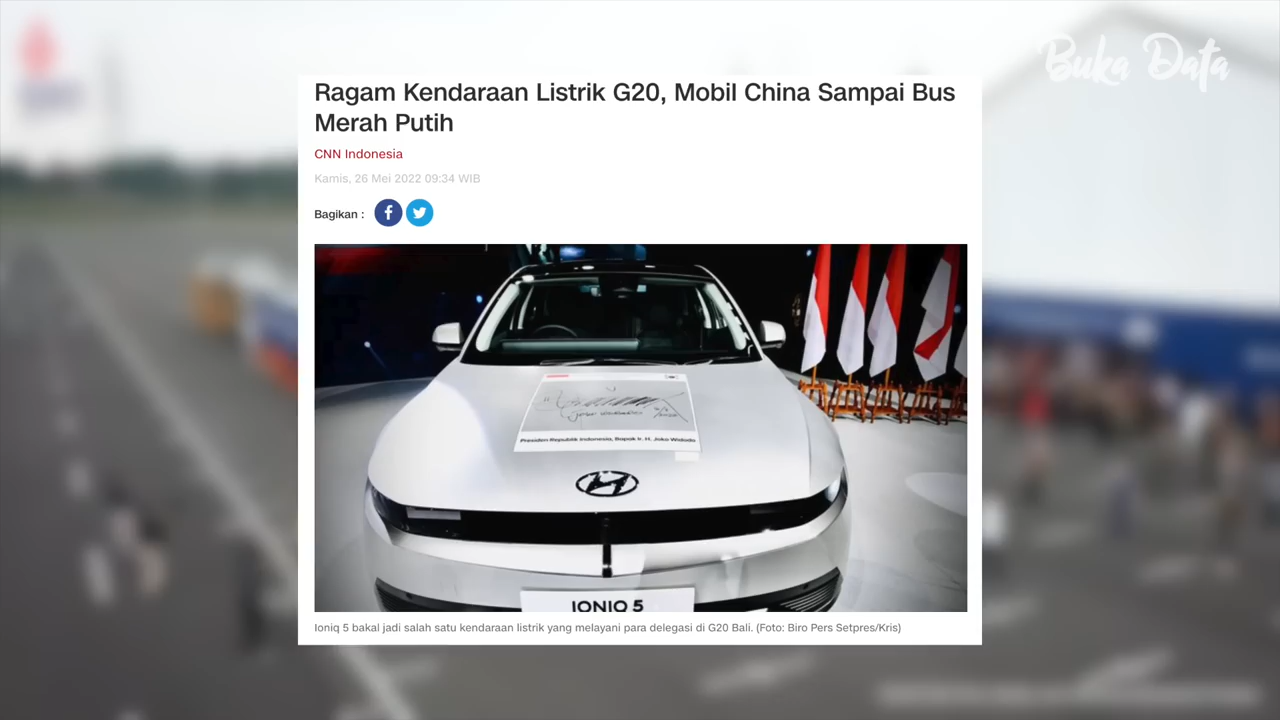 Buka Data
Ragam Kendaraan Listrik G20, Mobil China Sampai Bus
Merah Putih
CNN Indonesia
Kamis, 26 Mei 2022 09:34 WIB
Bagikan :
Presiden Republik Indonesia, Bapak Ir. H. Joko Widodo
IONIQ 5
Ioniq 5 bakal jadi salah satu kendaraan listrik yang melayani para delegasi di G20 Bali. (Foto: Biro Pers Setpres/Kris)